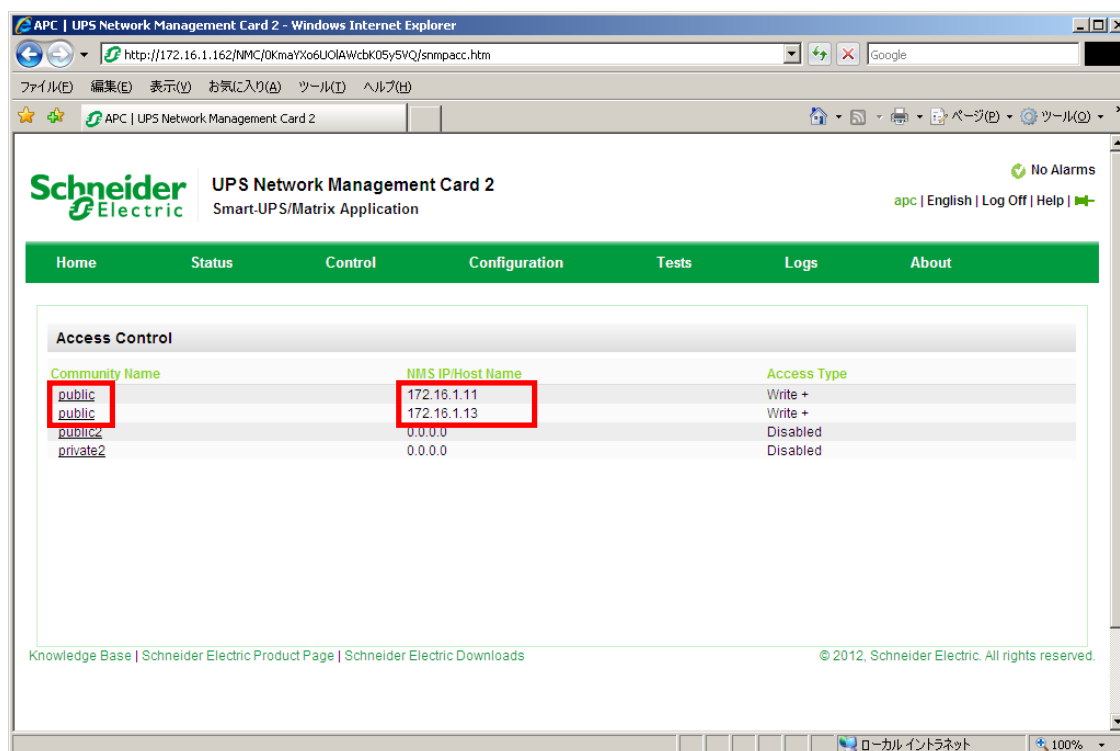 APC | UPS Network Management Card 2 - Windows Internet Explorer
http://172.16.1.162/NMC/0KmaYXo6UOlAWcbK05y5VQ/snmpacc.htm
Google
ファイル(F) 編集(E) 表示(V) お気に入り(A) ツール(T) ヘルプ(H)
APC | UPS Network Management Card 2
ページ(P) ツール(O)
No Alarms
Schneider Electric
UPS Network Management Card 2
Smart-UPS/Matrix Application
apc | English | Log Off | Help |
Home Status Control Configuration Tests Logs About
Access Control
Community Name NMS IP/Host Name Access Type
public 172.16.1.11 Write +
public 172.16.1.13 Write +
public2 0.0.0.0 Disabled
private2 0.0.0.0 Disabled
Knowledge Base | Schneider Electric Product Page | Schneider Electric Downloads
© 2012, Schneider Electric. All rights reserved.
ローカル イントラネット 100%